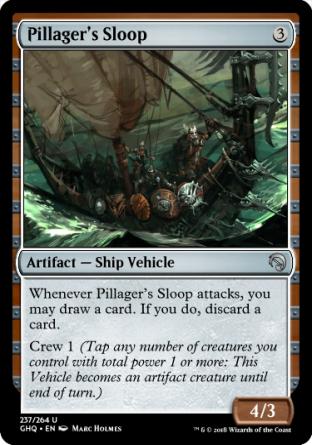 Pillager's Sloop 3
Artifact — Ship Vehicle
Whenever Pillager's Sloop attacks, you
may draw a card. If you do, discard a
card.
Crew 1 (Tap any number of creatures you
control with total power 1 or more: This
Vehicle becomes an artifact creature until
end of turn.)
4/3
237/264 U
GHQ • EN Marc Holmes
™ & © 2018 Wizards of the Coast